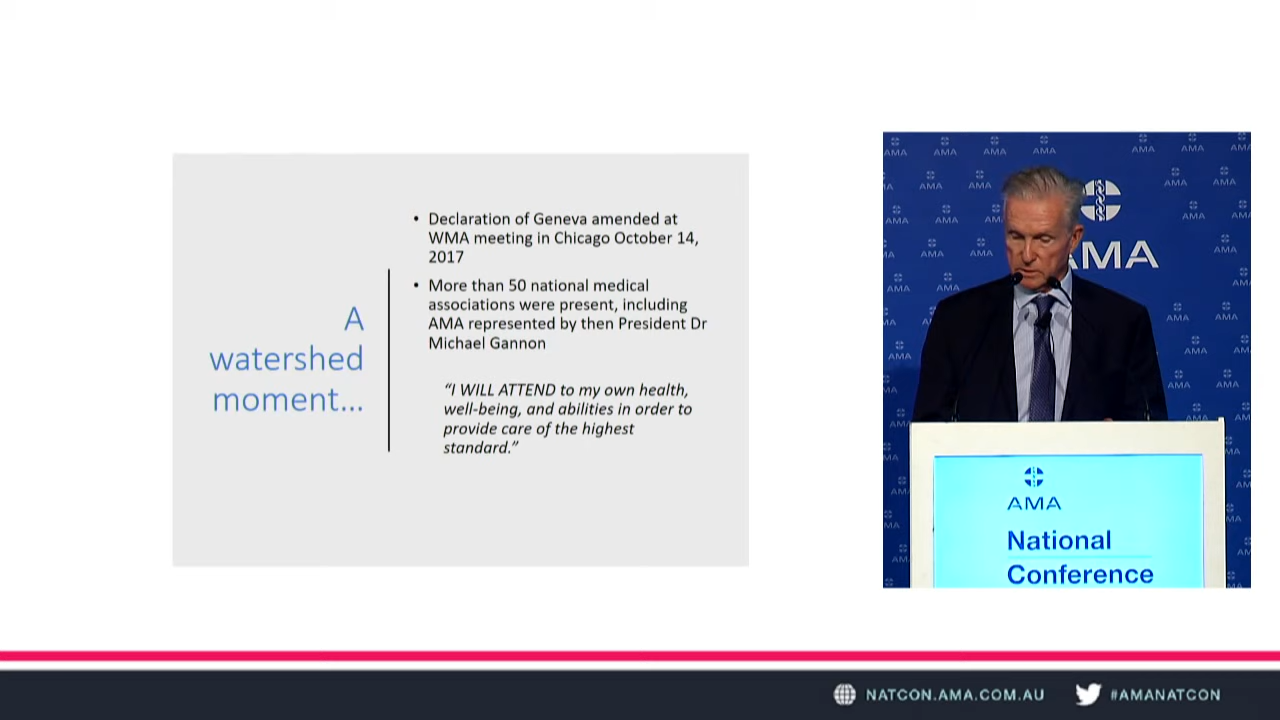 A
watershed
moment...
• Declaration of Geneva amended at
WMA meeting in Chicago October 14,
2017
• More than 50 national medical
associations were present, including
AMA represented by then President Dr
Michael Gannon
“I WILL ATTEND to my own health,
well-being, and abilities in order to
provide care of the highest
standard.”
AMA
AMA
National
Conference
NATCON.AMA.COM.AU
#AMANATCON